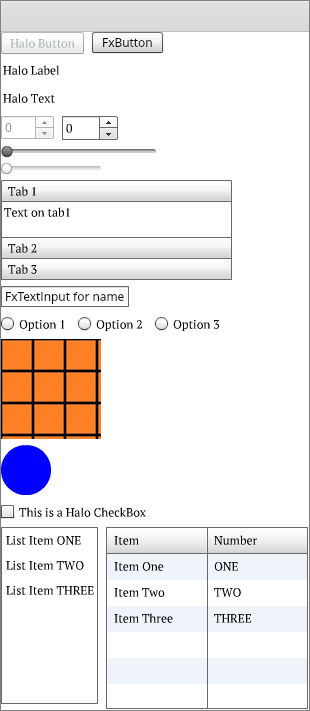 Halo Button FxButton
Halo Label
Halo Text
0 0
Tab 1
Text on tab1
Tab 2
Tab 3
FxTextInput for name
Option 1 Option 2 Option 3
This is a Halo CheckBox
List Item ONE
List Item TWO
List Item THREE
Item Number
Item One ONE
Item Two TWO
Item Three THREE